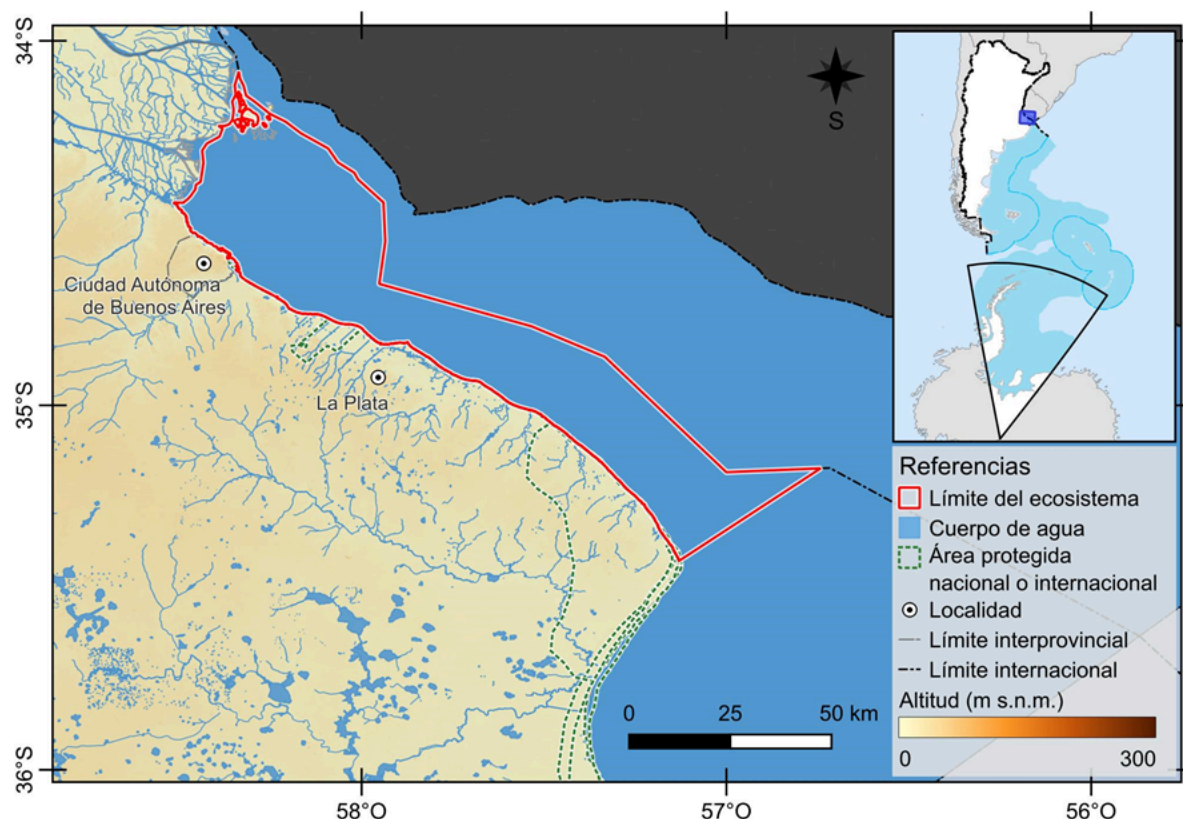 34°S
35°S
36°S
58°O
57°O
56°O
S
Ciudad Autónoma
de Buenos Aires
La Plata
0 25 50 km
Referencias
Límite del ecosistema
Cuerpo de agua
Área protegida
nacional o internacional
Localidad
Límite interprovincial
Límite internacional
Altitud (m s.n.m.)
0 300